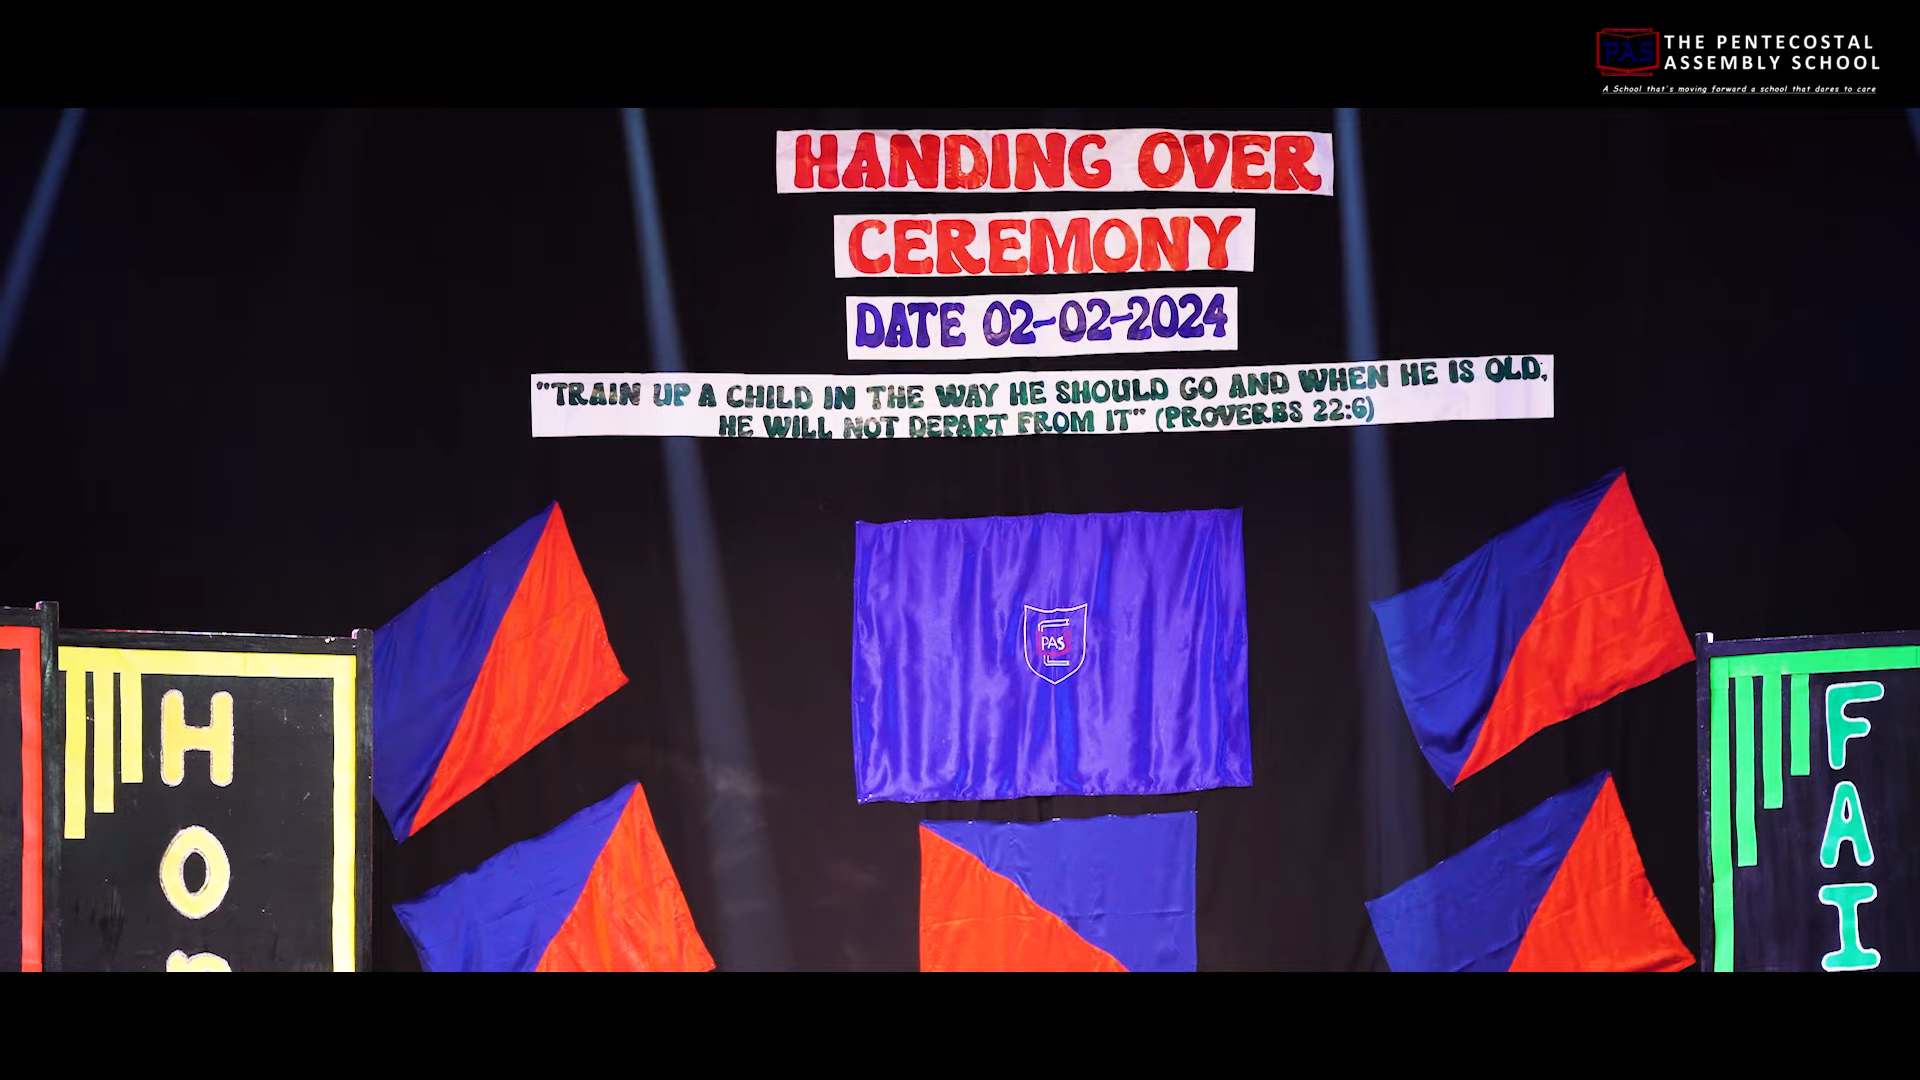 THE PENTECOSTAL
ASSEMBLY SCHOOL
A School that's moving forward a school that dares to care
HANDING OVER
CEREMONY
DATE 02-02-2024
"TRAIN UP A CHILD IN THE WAY HE SHOULD GO AND WHEN HE IS OLD,
HE WILL NOT DEPART FROM IT" (PROVERBS 22:6)
PAS
PAS
H
o
n
F
A
I